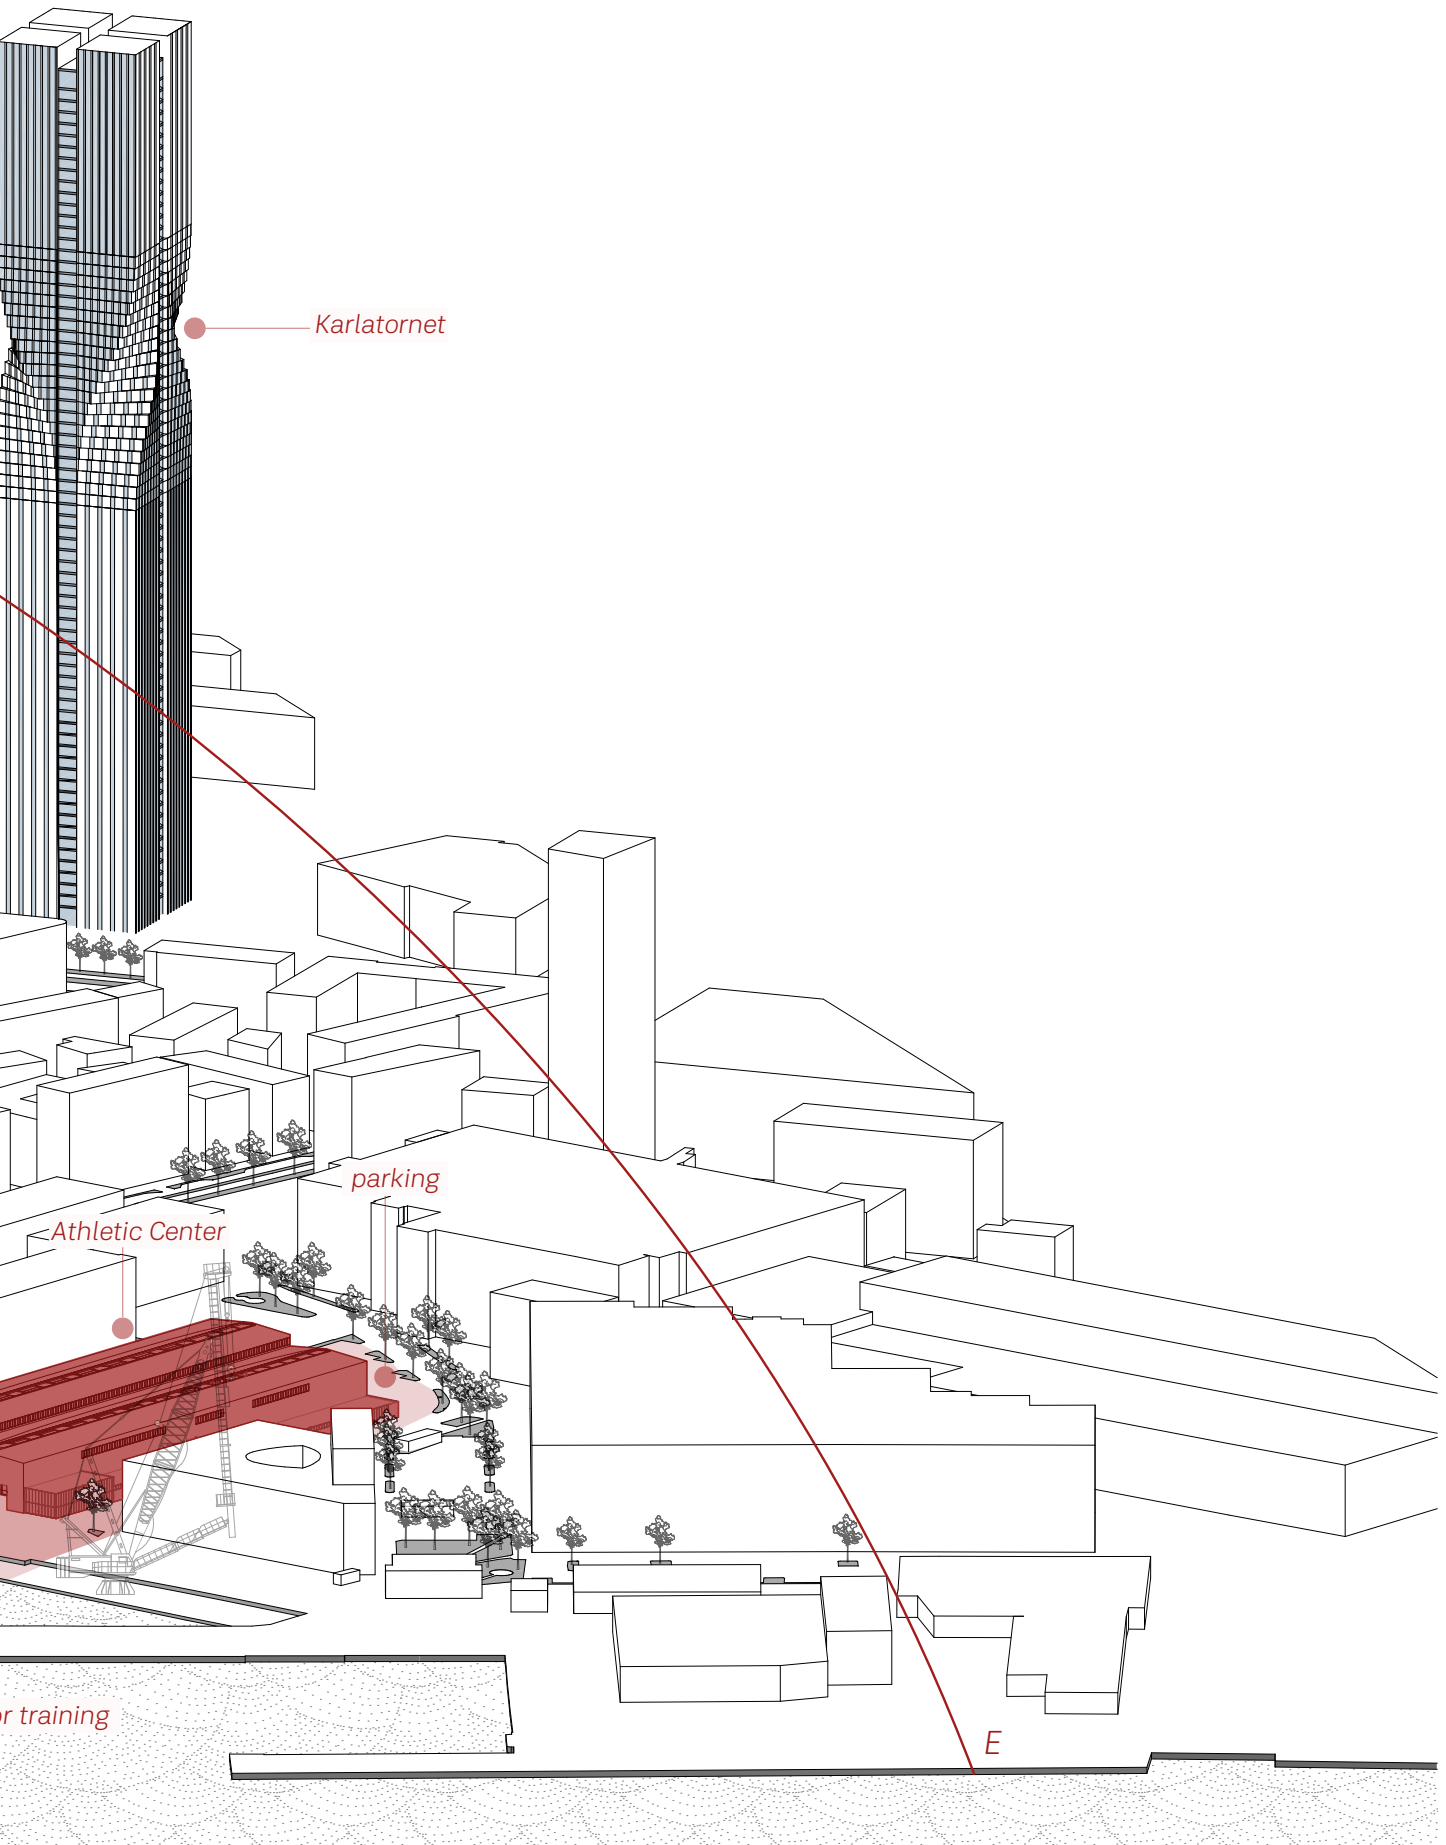 Karlatornet
parking
Athletic Center
r training
E